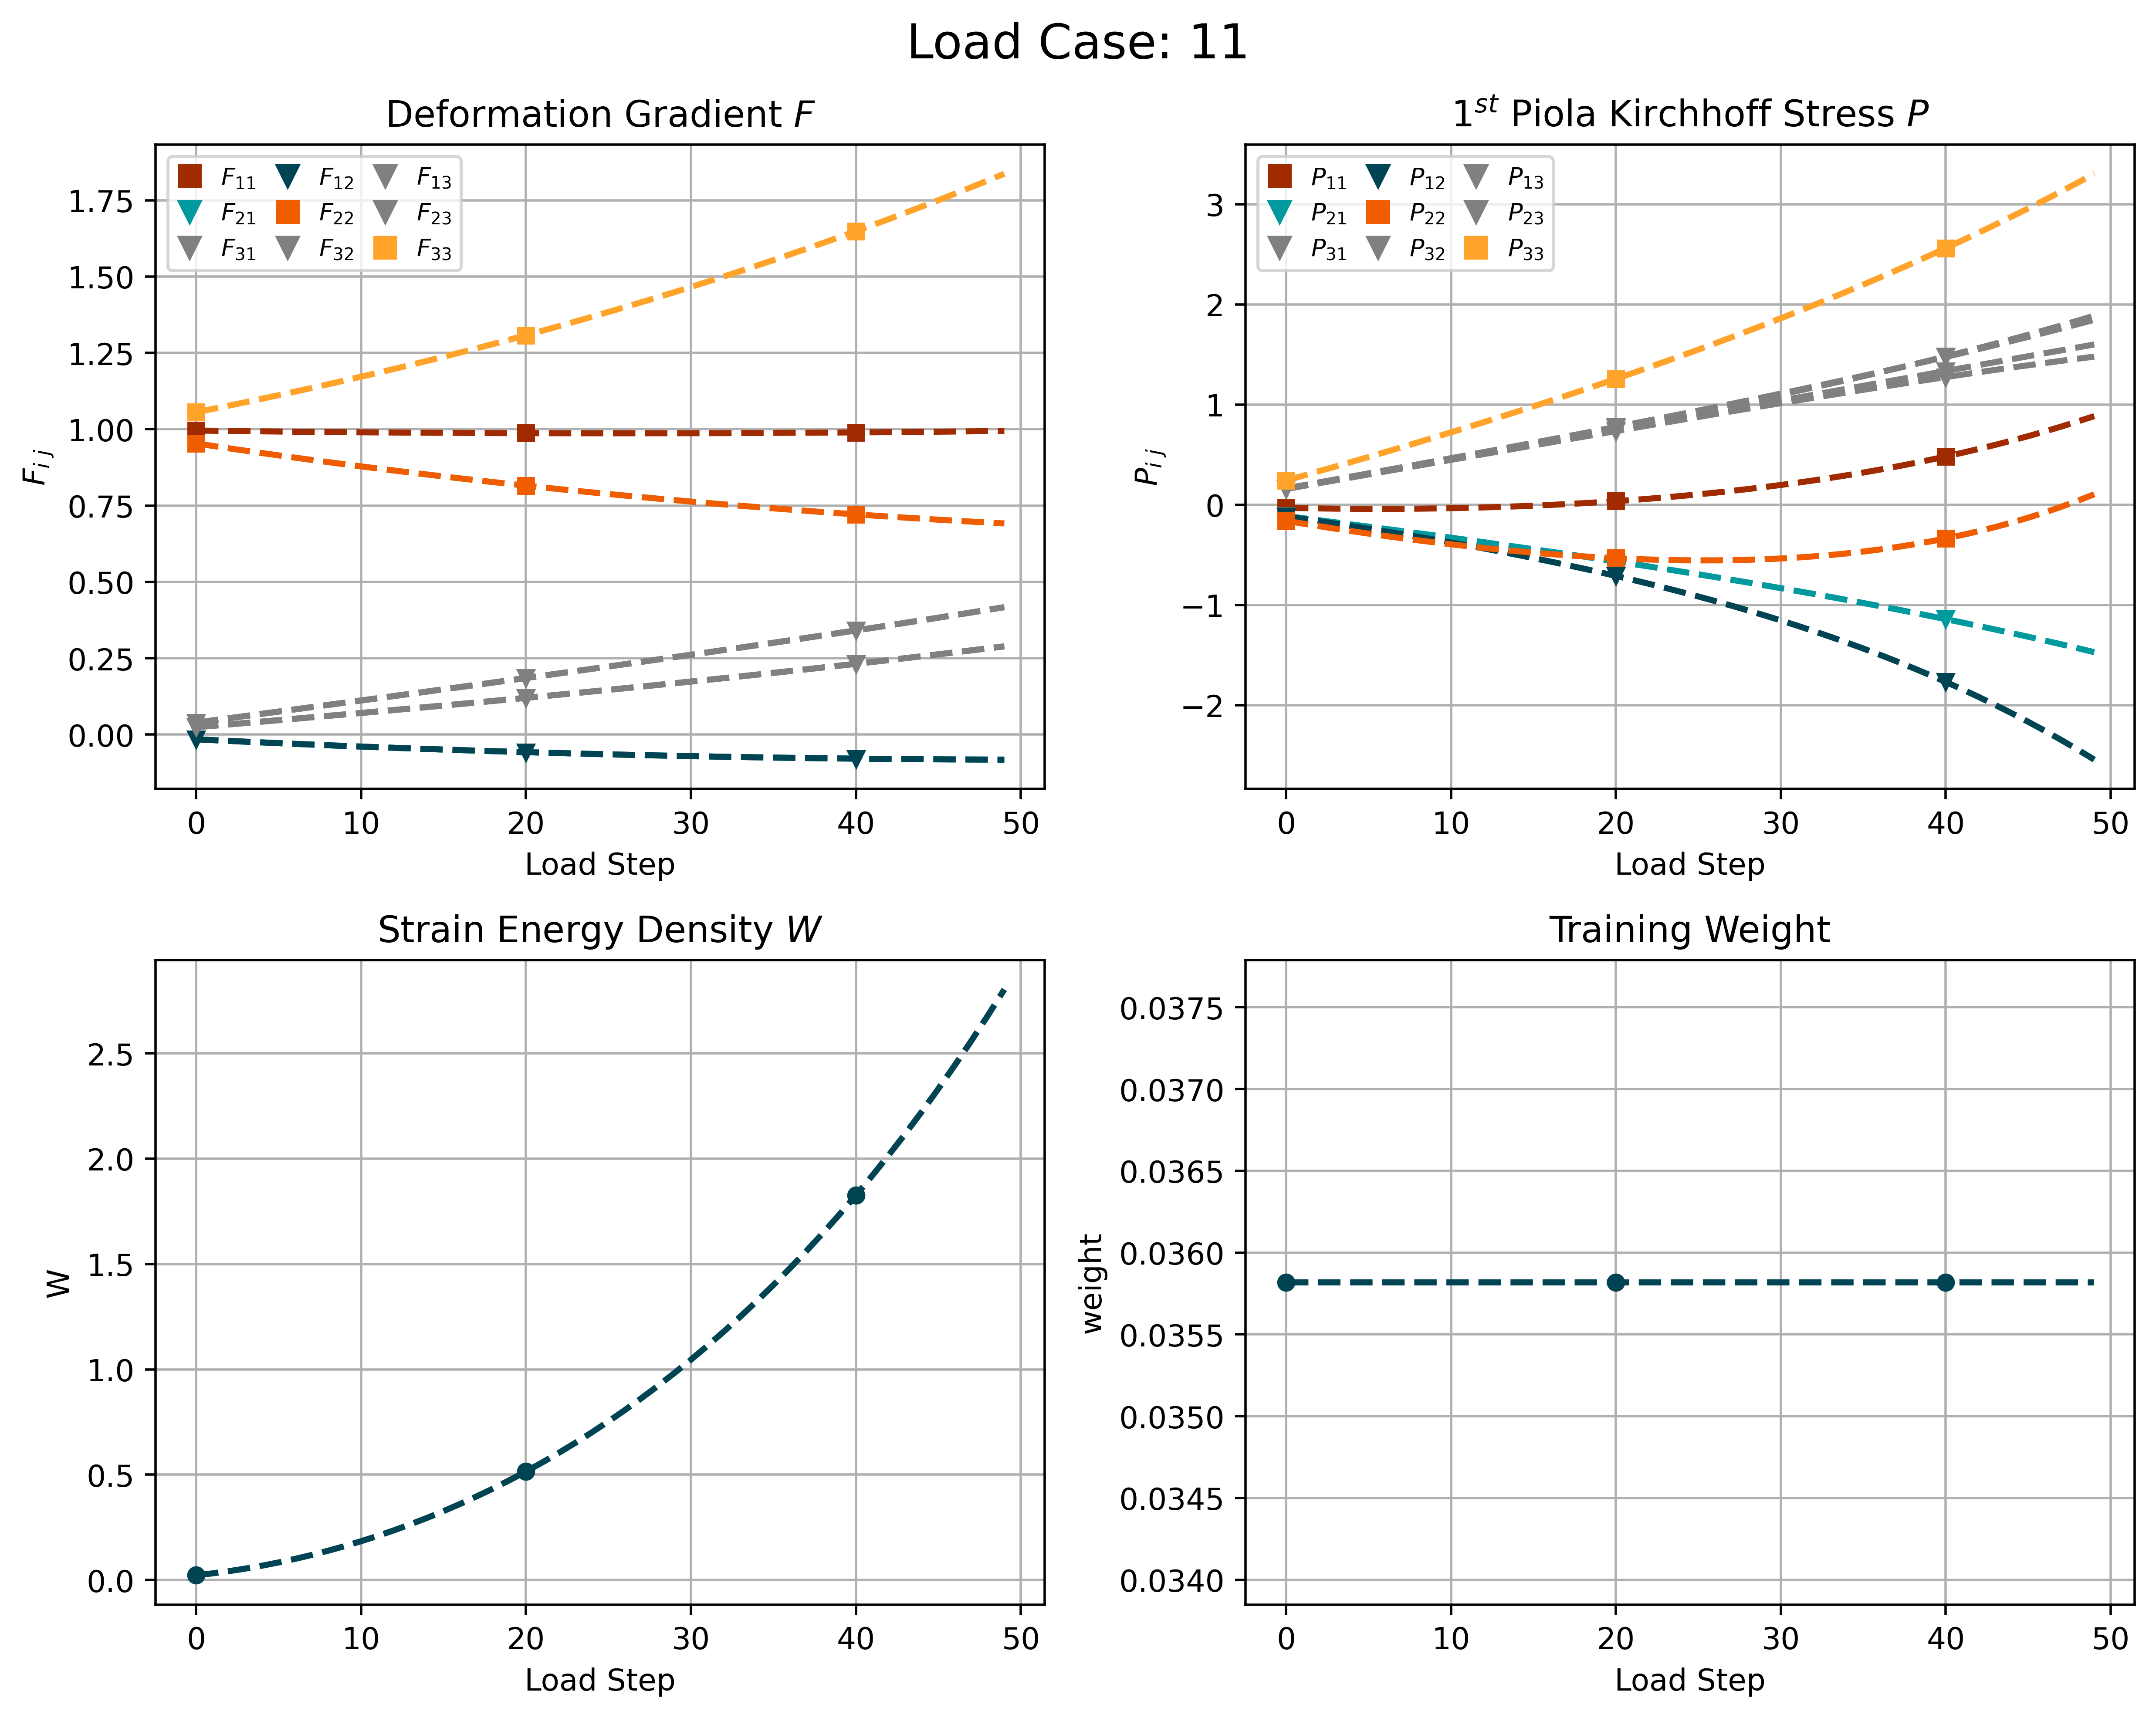 Load Case: 11
Deformation Gradient F
F11 F12 F13
F21 F22 F23
F31 F32 F33
1.75
1.50
1.25
1.00
0.75
0.50
0.25
0.00
Fi j
0 10 20 30 40 50
Load Step
1st Piola Kirchhoff Stress P
P11 P12 P13
P21 P22 P23
P31 P32 P33
3
2
1
0
−1
−2
Pi j
0 10 20 30 40 50
Load Step
Strain Energy Density W
2.5
2.0
1.5
1.0
0.5
0.0
W
0 10 20 30 40 50
Load Step
Training Weight
0.0375
0.0370
0.0365
0.0360
0.0355
0.0350
0.0345
0.0340
weight
0 10 20 30 40 50
Load Step